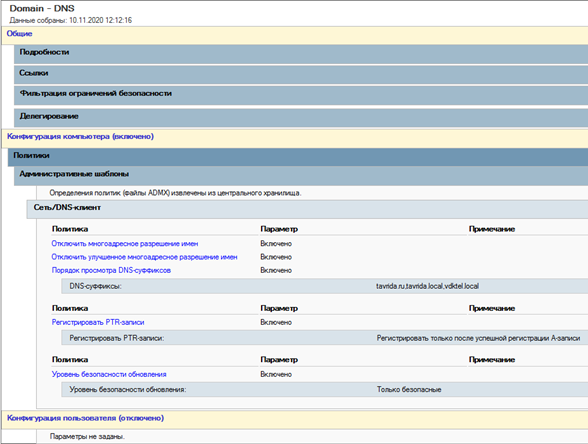 Domain - DNS
Данные собраны: 10.11.2020 12:12:16
Общие
Подробности
Ссылки
Фильтрация ограничений безопасности
Делегирование
Конфигурация компьютера (включено)
Политики
Административные шаблоны
Определения политик (файлы ADMX) извлечены из центрального хранилища.
Сеть/DNS-клиент
Политика Параметр Примечание
Отключить многоадресное разрешение имен Включено
Отключить улучшенное многоадресное разрешение имен Включено
Порядок просмотра DNS-суффиксов Включено
DNS-суффиксы: tavrida.ru,tavrida.local,vdktel.local
Политика Параметр Примечание
Регистрировать PTR-записи Включено
Регистрировать PTR-записи: Регистрировать только после успешной регистрации A-записи
Политика Параметр Примечание
Уровень безопасности обновления Включено
Уровень безопасности обновления: Только безопасные
Конфигурация пользователя (отключено)
Параметры не заданы.